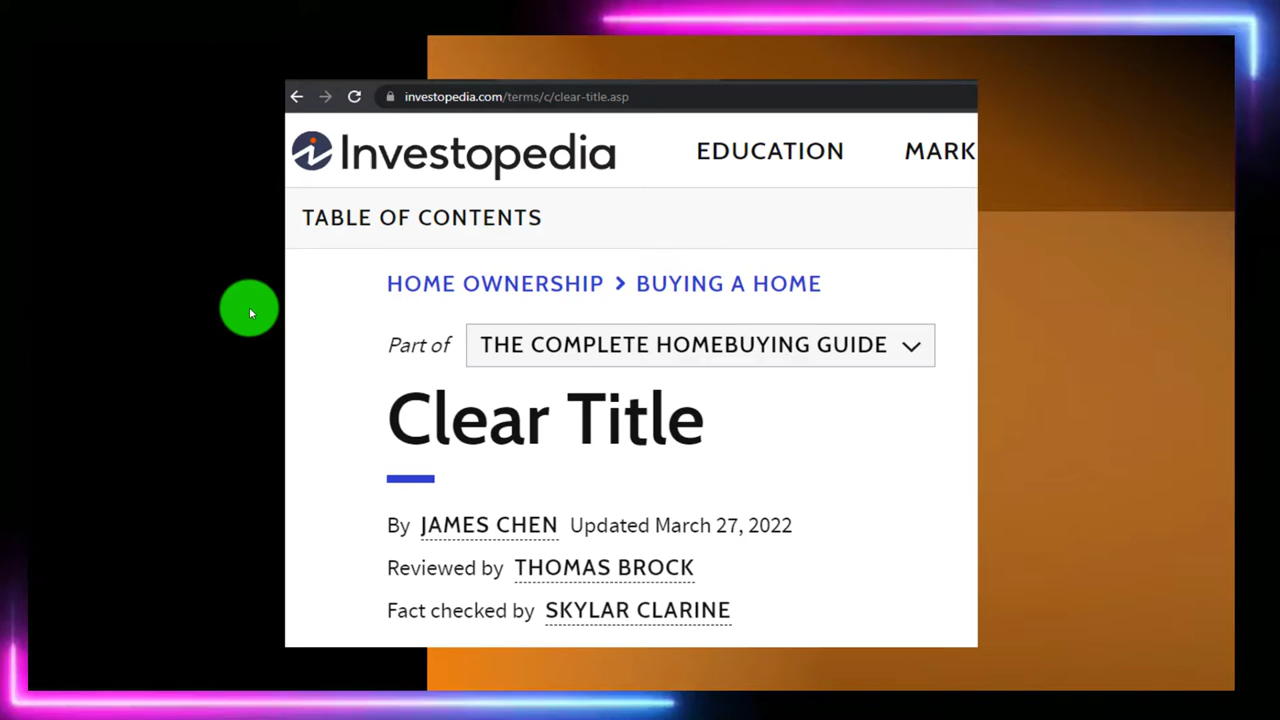 investopedia.com/terms/c/clear-title.asp
Investopedia EDUCATION MARK
TABLE OF CONTENTS
HOME OWNERSHIP > BUYING A HOME
Part of THE COMPLETE HOMEBUYING GUIDE
Clear Title
By JAMES CHEN Updated March 27, 2022
Reviewed by THOMAS BROCK
Fact checked by SKYLAR CLARINE